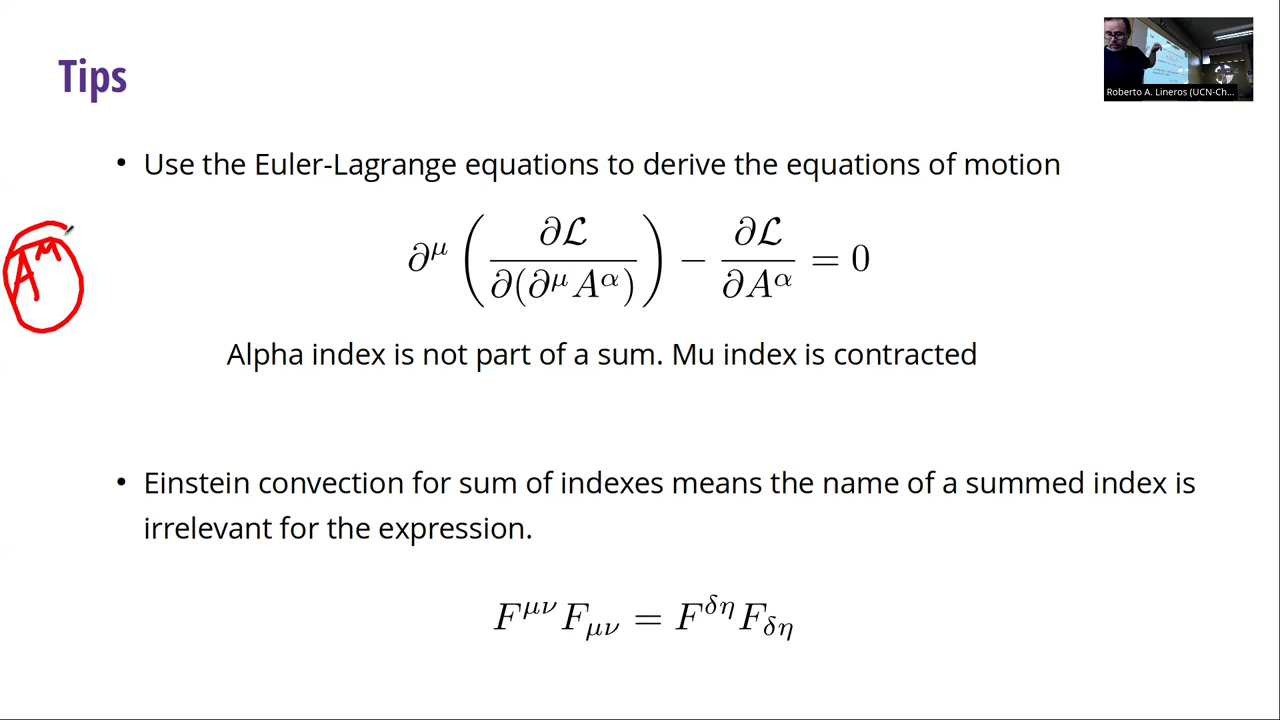 Tips
Roberto A. Lineros (UCN-Ch...
• Use the Euler-Lagrange equations to derive the equations of motion
A^μ
∂^μ ( ∂ℒ / ∂(∂^μ A^α) ) − ∂ℒ / ∂A^α = 0
Alpha index is not part of a sum. Mu index is contracted
• Einstein convection for sum of indexes means the name of a summed index is
irrelevant for the expression.
F^{μν} F_{μν} = F^{δη} F_{δη}